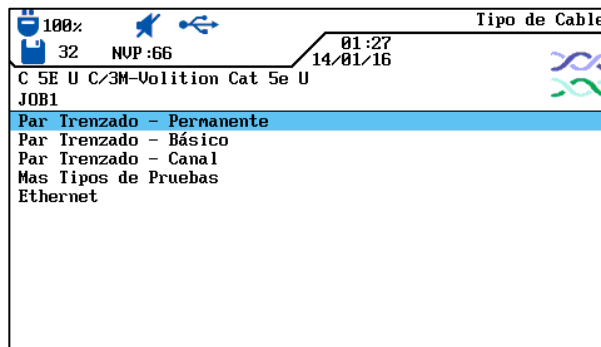 100%
Tipo de Cable
32 NVP:66
01:27
14/01/16
C 5E U C/3M-Volition Cat 5e U
JOB1
Par Trenzado - Permanente
Par Trenzado - Básico
Par Trenzado - Canal
Mas Tipos de Pruebas
Ethernet